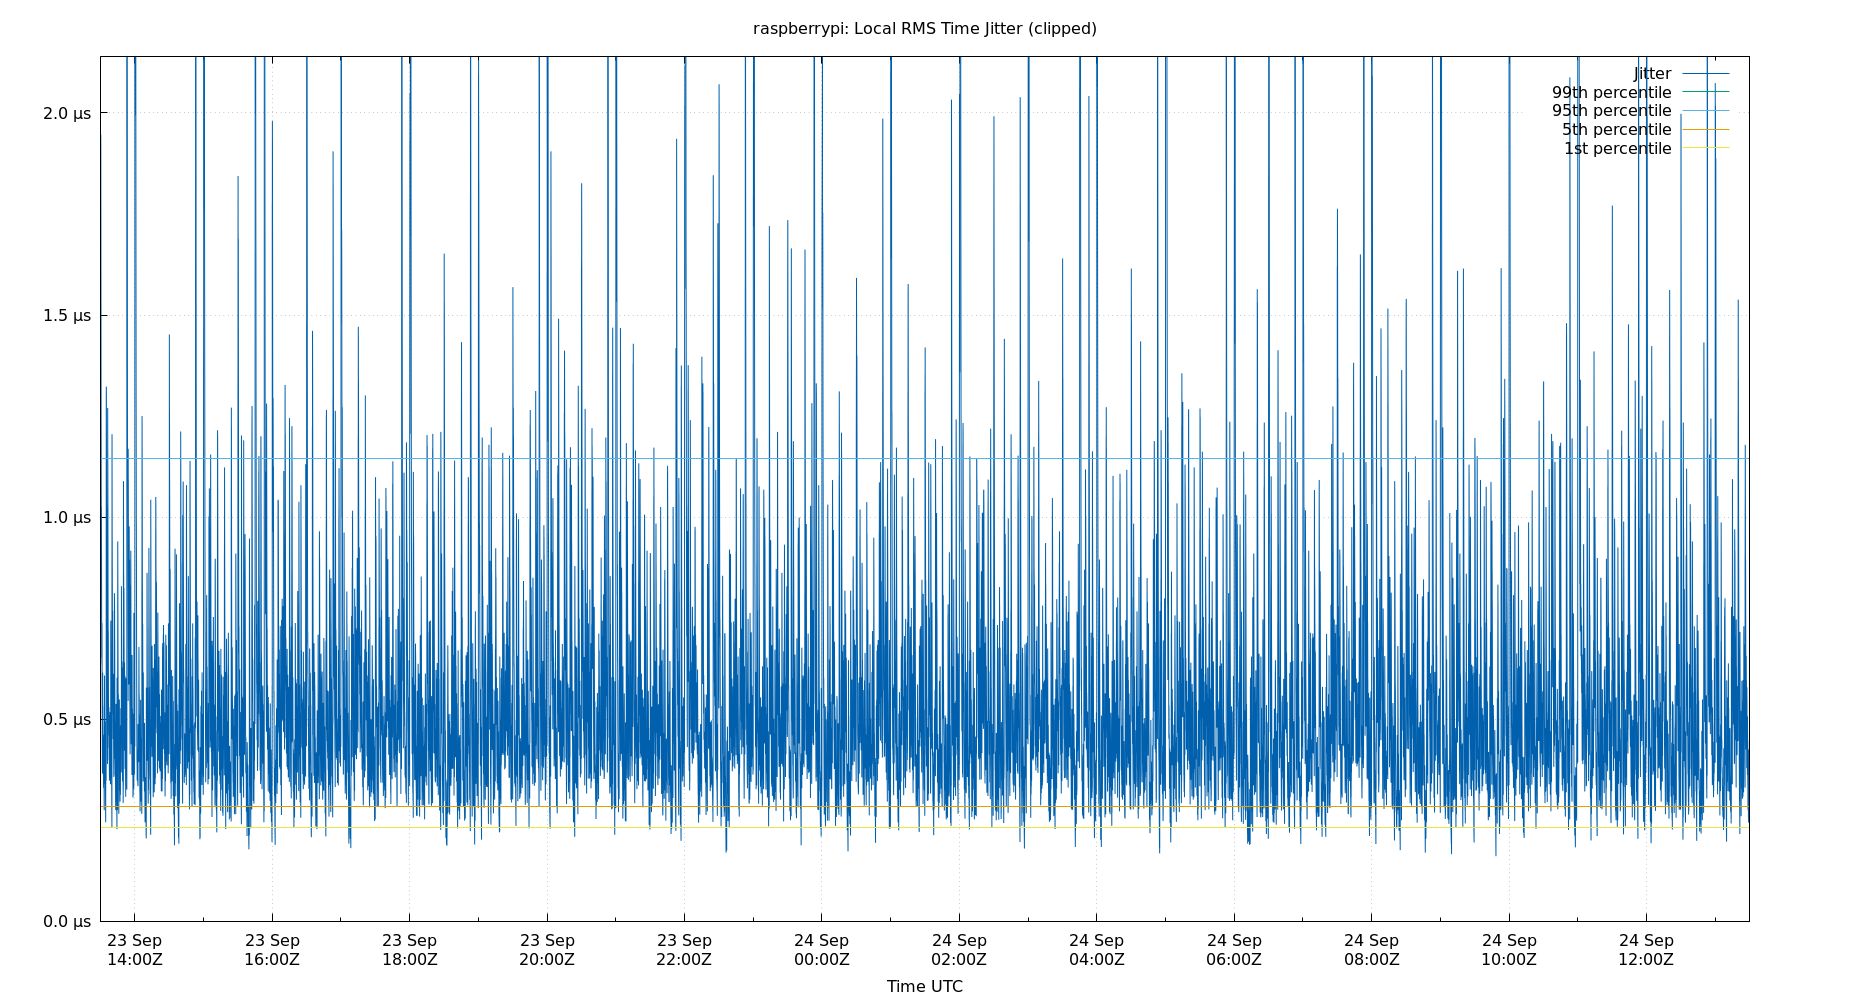 raspberrypi: Local RMS Time Jitter (clipped)
Jitter
99th percentile
95th percentile
5th percentile
1st percentile
2.0 µs
1.5 µs
1.0 µs
0.5 µs
0.0 µs
23 Sep 23 Sep 23 Sep 23 Sep 23 Sep 24 Sep 24 Sep 24 Sep 24 Sep 24 Sep 24 Sep 24 Sep
14:00Z 16:00Z 18:00Z 20:00Z 22:00Z 00:00Z 02:00Z 04:00Z 06:00Z 08:00Z 10:00Z 12:00Z
Time UTC